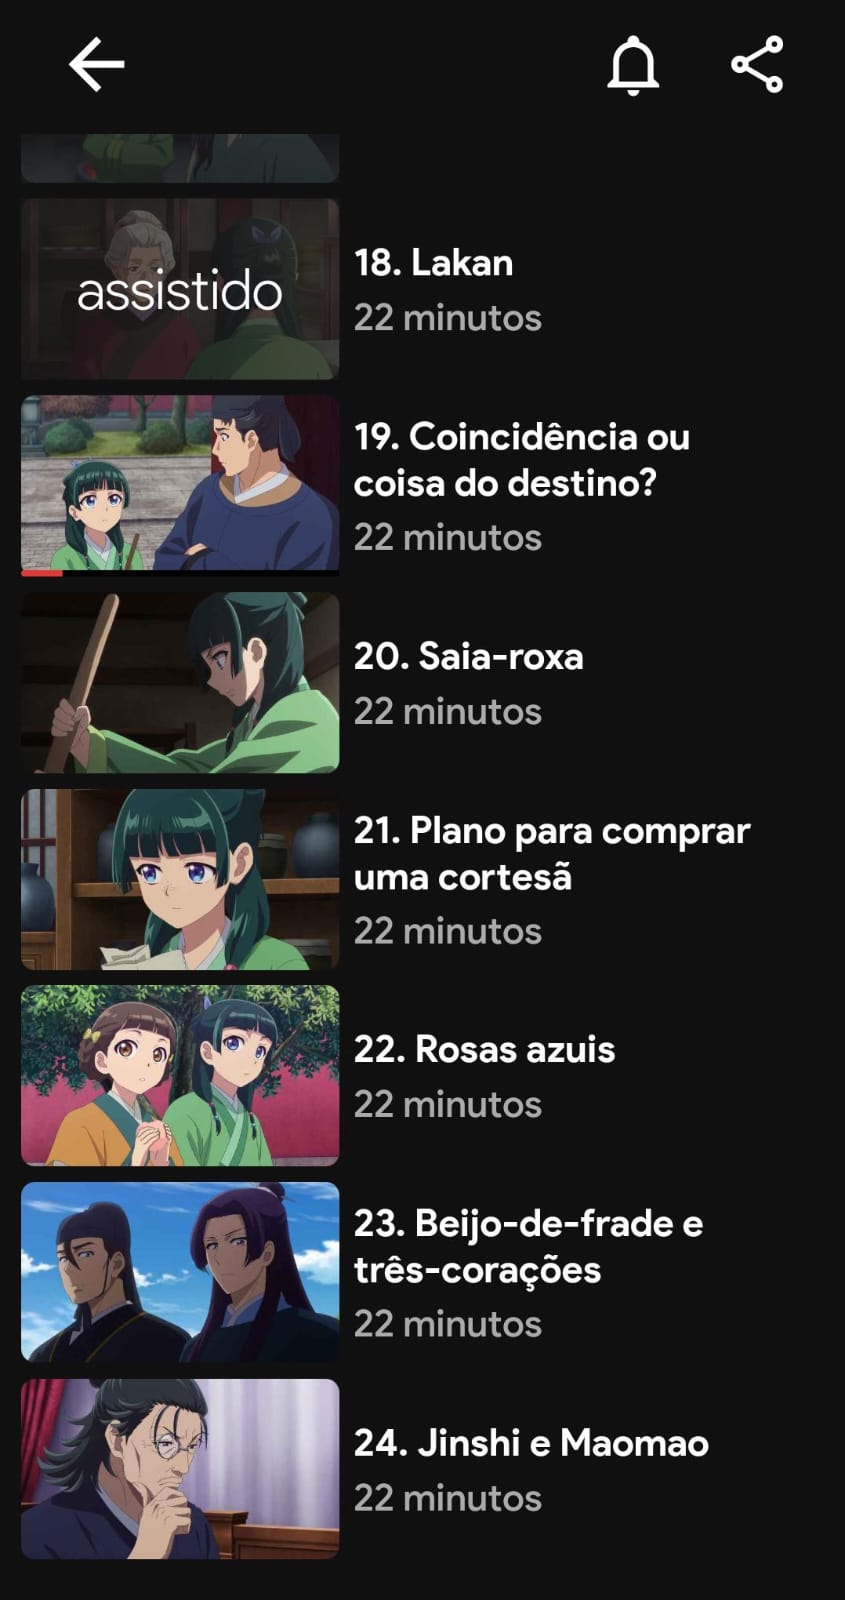 assistido
18. Lakan
22 minutos
19. Coincidência ou
coisa do destino?
22 minutos
20. Saia-roxa
22 minutos
21. Plano para comprar
uma cortesã
22 minutos
22. Rosas azuis
22 minutos
23. Beijo-de-frade e
três-corações
22 minutos
24. Jinshi e Maomao
22 minutos